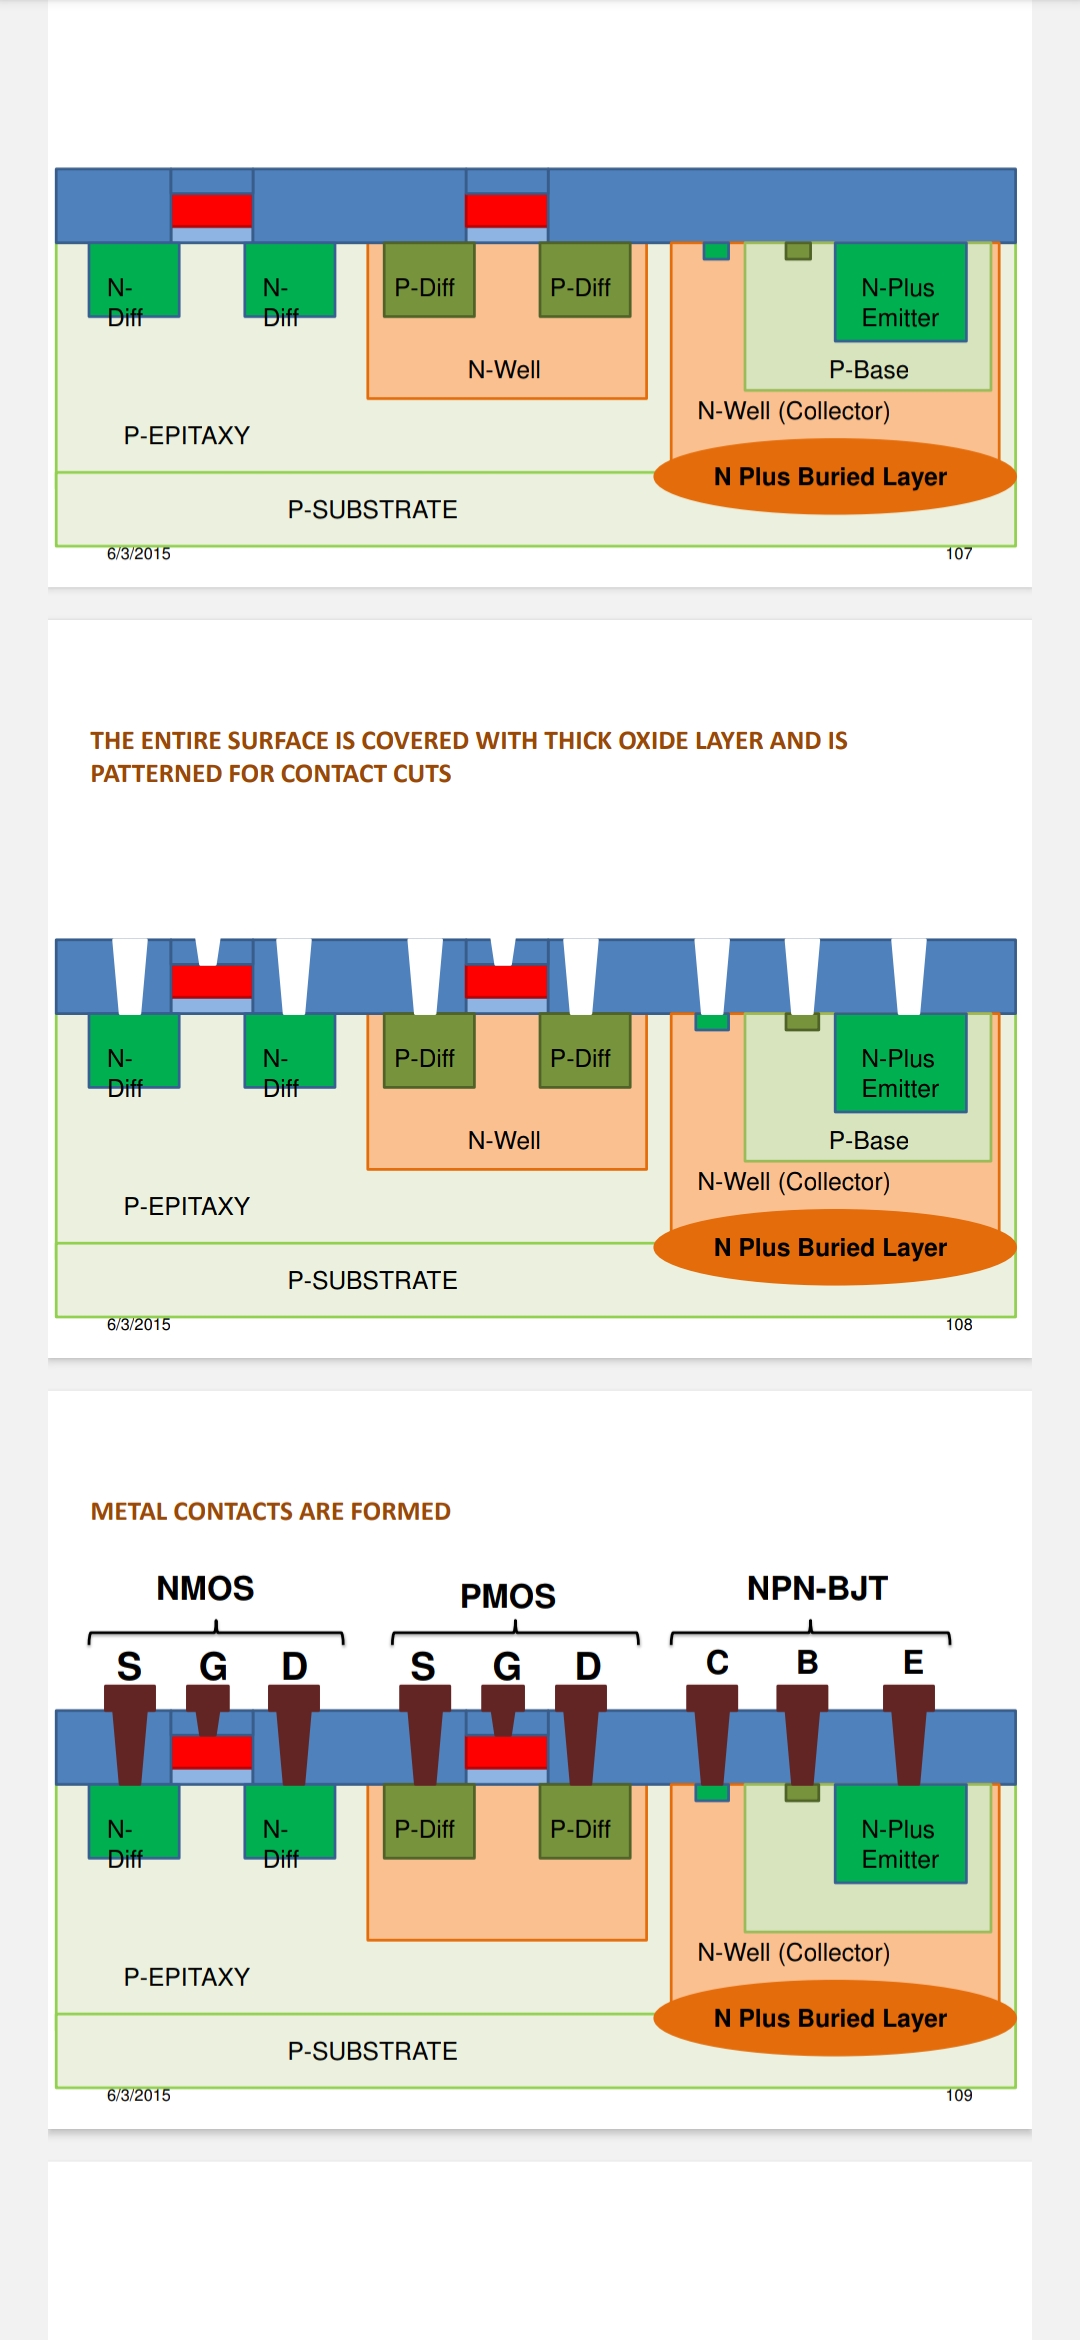 N-
Diff
N-
Diff
P-Diff
P-Diff
N-Plus
Emitter
N-Well
P-Base
N-Well (Collector)
P-EPITAXY
N Plus Buried Layer
P-SUBSTRATE
6/3/2015
107
THE ENTIRE SURFACE IS COVERED WITH THICK OXIDE LAYER AND IS
PATTERNED FOR CONTACT CUTS
N-
Diff
N-
Diff
P-Diff
P-Diff
N-Plus
Emitter
N-Well
P-Base
N-Well (Collector)
P-EPITAXY
N Plus Buried Layer
P-SUBSTRATE
6/3/2015
108
METAL CONTACTS ARE FORMED
NMOS
PMOS
NPN-BJT
S G D
S G D
C B E
N-
Diff
N-
Diff
P-Diff
P-Diff
N-Plus
Emitter
N-Well (Collector)
P-EPITAXY
N Plus Buried Layer
P-SUBSTRATE
6/3/2015
109